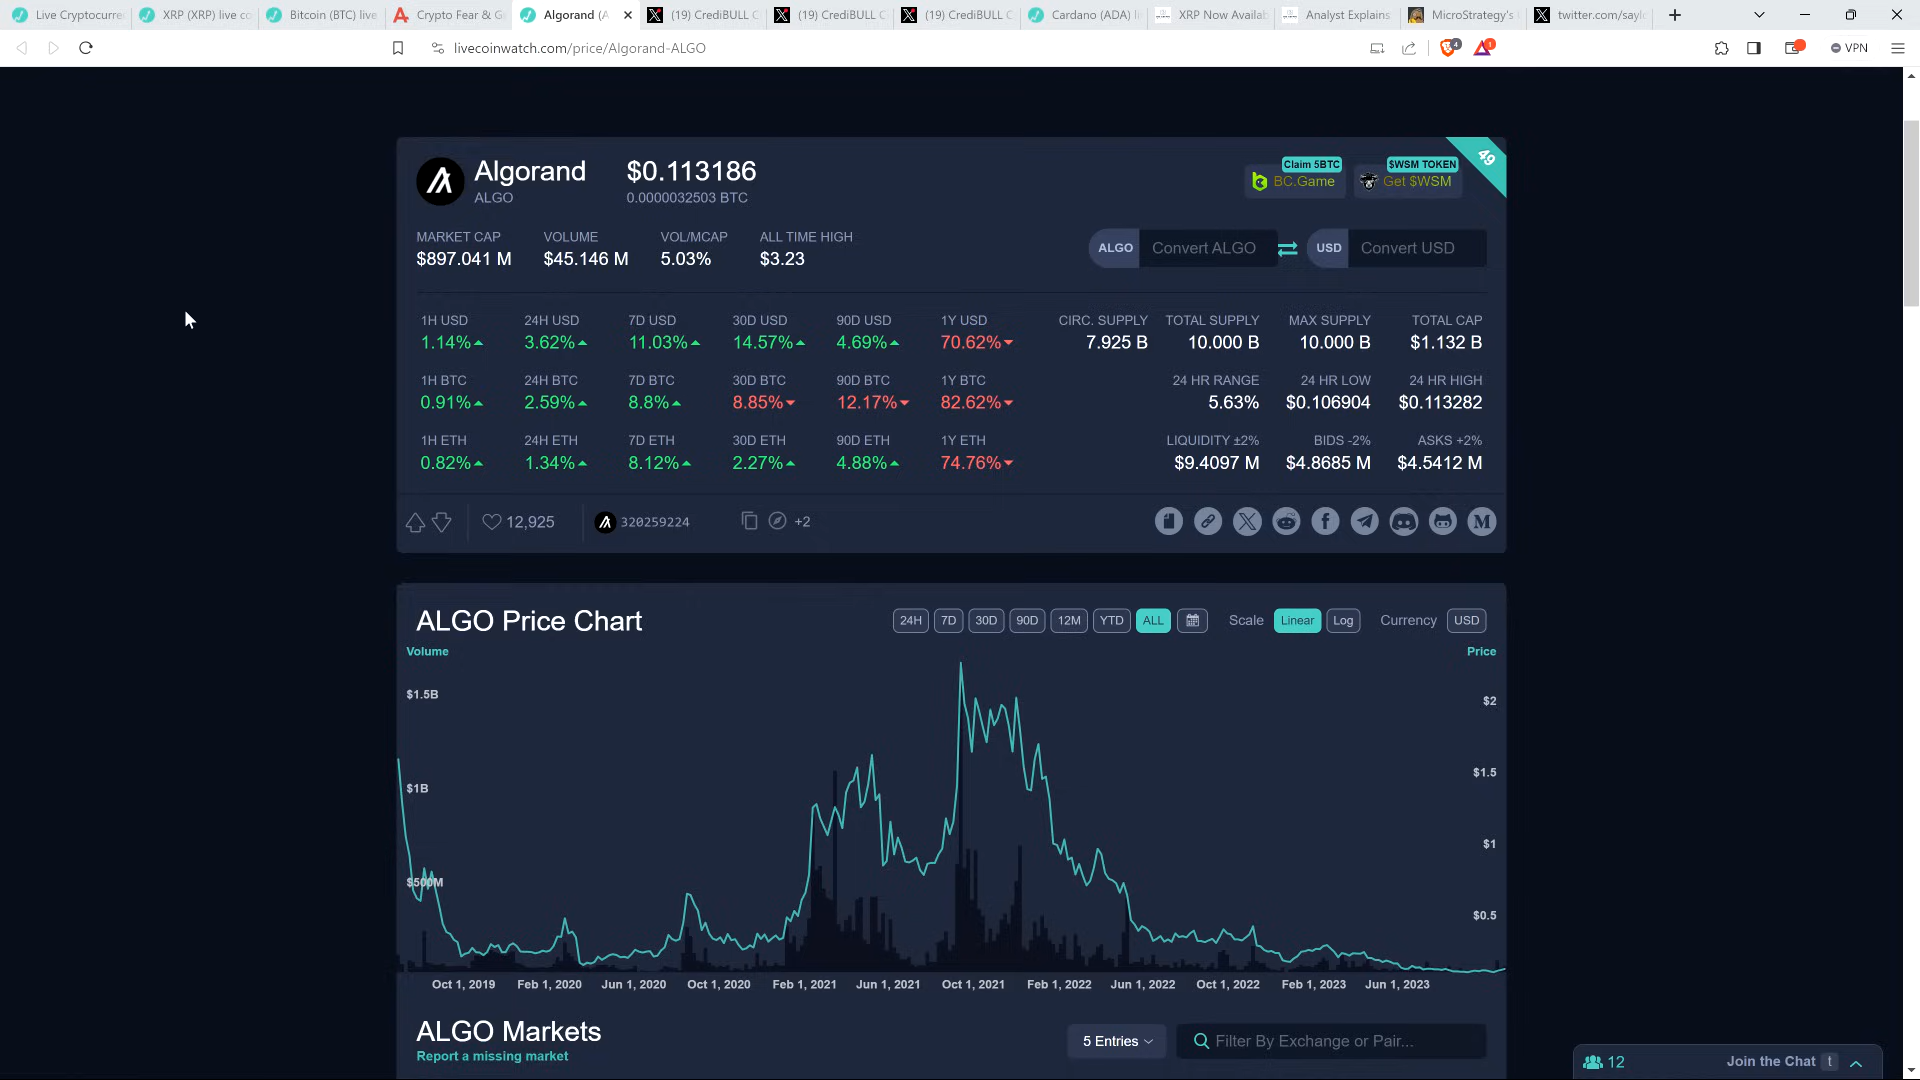 Live Cryptocurre
XRP (XRP) live co
Bitcoin (BTC) live
Crypto Fear & G
Algorand (A
(19) CrediBULL C
(19) CrediBULL C
(19) CrediBULL C
Cardano (ADA) li
XRP Now Availab
Analyst Explains
MicroStrategy's
twitter.com/saylo
livecoinwatch.com/price/Algorand-ALGO
4
1
VPN
Algorand $0.113186
ALGO 0.0000032503 BTC
Claim 5BTC
BC.Game
$WSM TOKEN
Get $WSM
49
MARKET CAP VOLUME VOL/MCAP ALL TIME HIGH
$897.041 M $45.146 M 5.03% $3.23
ALGO Convert ALGO USD Convert USD
1H USD 24H USD 7D USD 30D USD 90D USD 1Y USD CIRC. SUPPLY TOTAL SUPPLY MAX SUPPLY TOTAL CAP
1.14% 3.62% 11.03% 14.57% 4.69% 70.62% 7.925 B 10.000 B 10.000 B $1.132 B
1H BTC 24H BTC 7D BTC 30D BTC 90D BTC 1Y BTC 24 HR RANGE 24 HR LOW 24 HR HIGH
0.91% 2.59% 8.8% 8.85% 12.17% 82.62% 5.63% $0.106904 $0.113282
1H ETH 24H ETH 7D ETH 30D ETH 90D ETH 1Y ETH LIQUIDITY ±2% BIDS -2% ASKS +2%
0.82% 1.34% 8.12% 2.27% 4.88% 74.76% $9.4097 M $4.8685 M $4.5412 M
12,925 320259224 +2
ALGO Price Chart 24H 7D 30D 90D 12M YTD ALL Scale Linear Log Currency USD
Volume Price
$1.5B
$2
$1.5
$1B
$1
$500M
$0.5
Oct 1, 2019 Feb 1, 2020 Jun 1, 2020 Oct 1, 2020 Feb 1, 2021 Jun 1, 2021 Oct 1, 2021 Feb 1, 2022 Jun 1, 2022 Oct 1, 2022 Feb 1, 2023 Jun 1, 2023
ALGO Markets 5 Entries Filter By Exchange or Pair...
Report a missing market
12 Join the Chat t